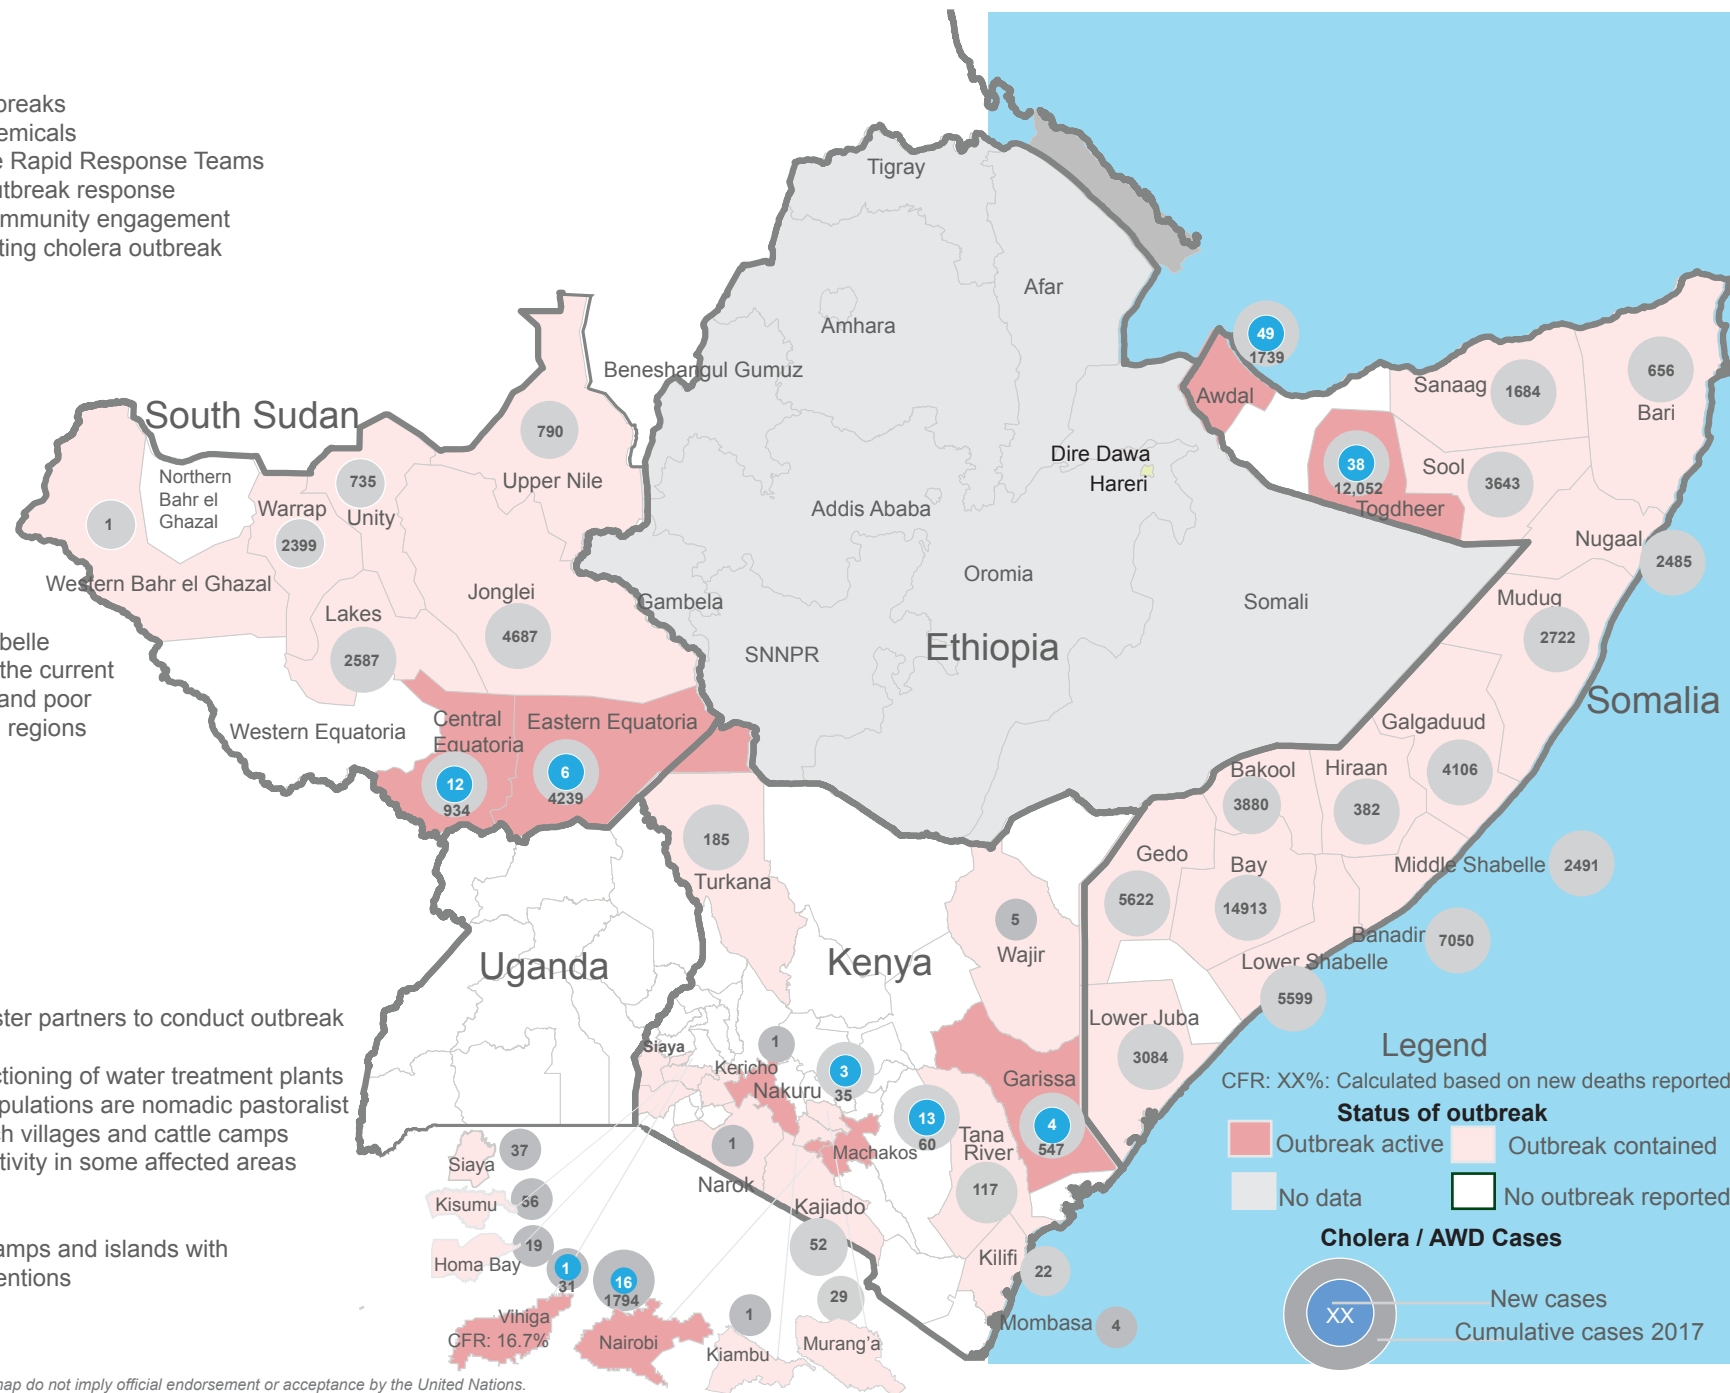 breaks
emicals
e Rapid Response Teams
utbreak response
ommunity engagement
ting cholera outbreak
Tigray
Afar
Amhara
Beneshangul Gumuz
49
1739
Awdal
Sanaag
1684
656
Bari
South Sudan
790
Upper Nile
Northern
Bahr el
Ghazal
735
Unity
Warrap
2399
1
Western Bahr el Ghazal
Dire Dawa
Hareri
38
12,052
Togdheer
Sool
3643
Nugaal
2485
Addis Ababa
Oromia
Somali
Muduq
2722
Gambela
Jonglei
4687
Lakes
2587
SNNPR
Ethiopia
Somalia
belle
the current
and poor
regions
Western Equatoria
Central
Equatoria
Eastern Equatoria
12
934
6
4239
Galgaduud
4106
Bakool
3880
Hiraan
382
185
Turkana
Gedo
5622
Bay
14913
Middle Shabelle
2491
5
Wajir
Banadir
7050
Lower Shabelle
5599
Uganda
Kenya
Lower Juba
3084
ster partners to conduct outbreak
ctioning of water treatment plants
pulations are nomadic pastoralist
ch villages and cattle camps
tivity in some affected areas
amps and islands with
entions
Siaya
Kericho
1
Nakuru
3
35
Garissa
4
547
13
60
Machakos
Tana
River
117
1
Narok
Kajiado
52
Siaya
37
Kisumu
56
Homa Bay
19
1
31
Vihiga
CFR: 16.7%
16
1794
Nairobi
1
Kiambu
29
Murang'a
Kilifi
22
Mombasa
4
Legend
CFR: XX%: Calculated based on new deaths reported
Status of outbreak
Outbreak active
Outbreak contained
No data
No outbreak reported
Cholera / AWD Cases
XX
New cases
Cumulative cases 2017
map do not imply official endorsement or acceptance by the United Nations.